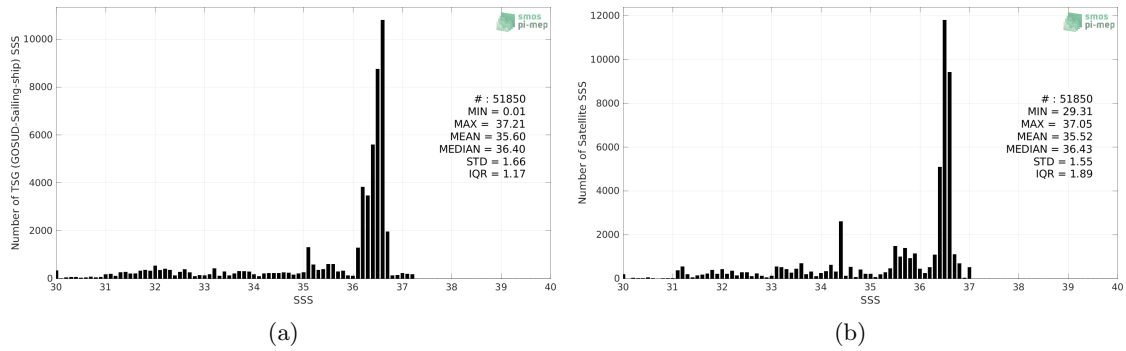 smos
pi-mep
Number of TSG (GOSUD-Sailing-ship) SSS
10000
8000
6000
4000
2000
0
# : 51850
MIN = 0.01
MAX = 37.21
MEAN = 35.60
MEDIAN = 36.40
STD = 1.66
IQR = 1.17
30 31 32 33 34 35 36 37 38 39 40
SSS
(a)
smos
pi-mep
Number of Satellite SSS
12000
10000
8000
6000
4000
2000
0
# : 51850
MIN = 29.31
MAX = 37.05
MEAN = 35.52
MEDIAN = 36.43
STD = 1.55
IQR = 1.89
30 31 32 33 34 35 36 37 38 39 40
SSS
(b)